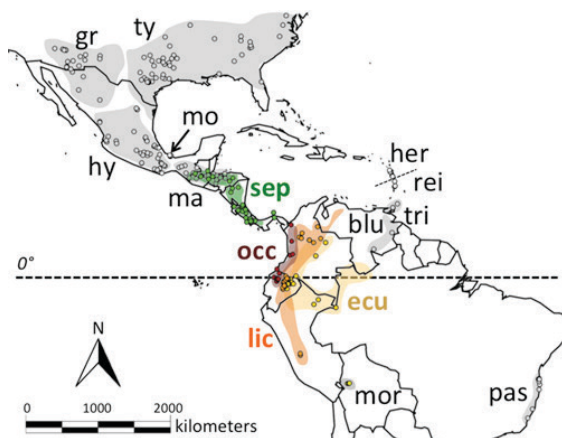 gr
ty
mo
hy
ma
sep
her
rei
tri
blu
occ
0°
ecu
lic
N
mor
pas
0 1000 2000
kilometers